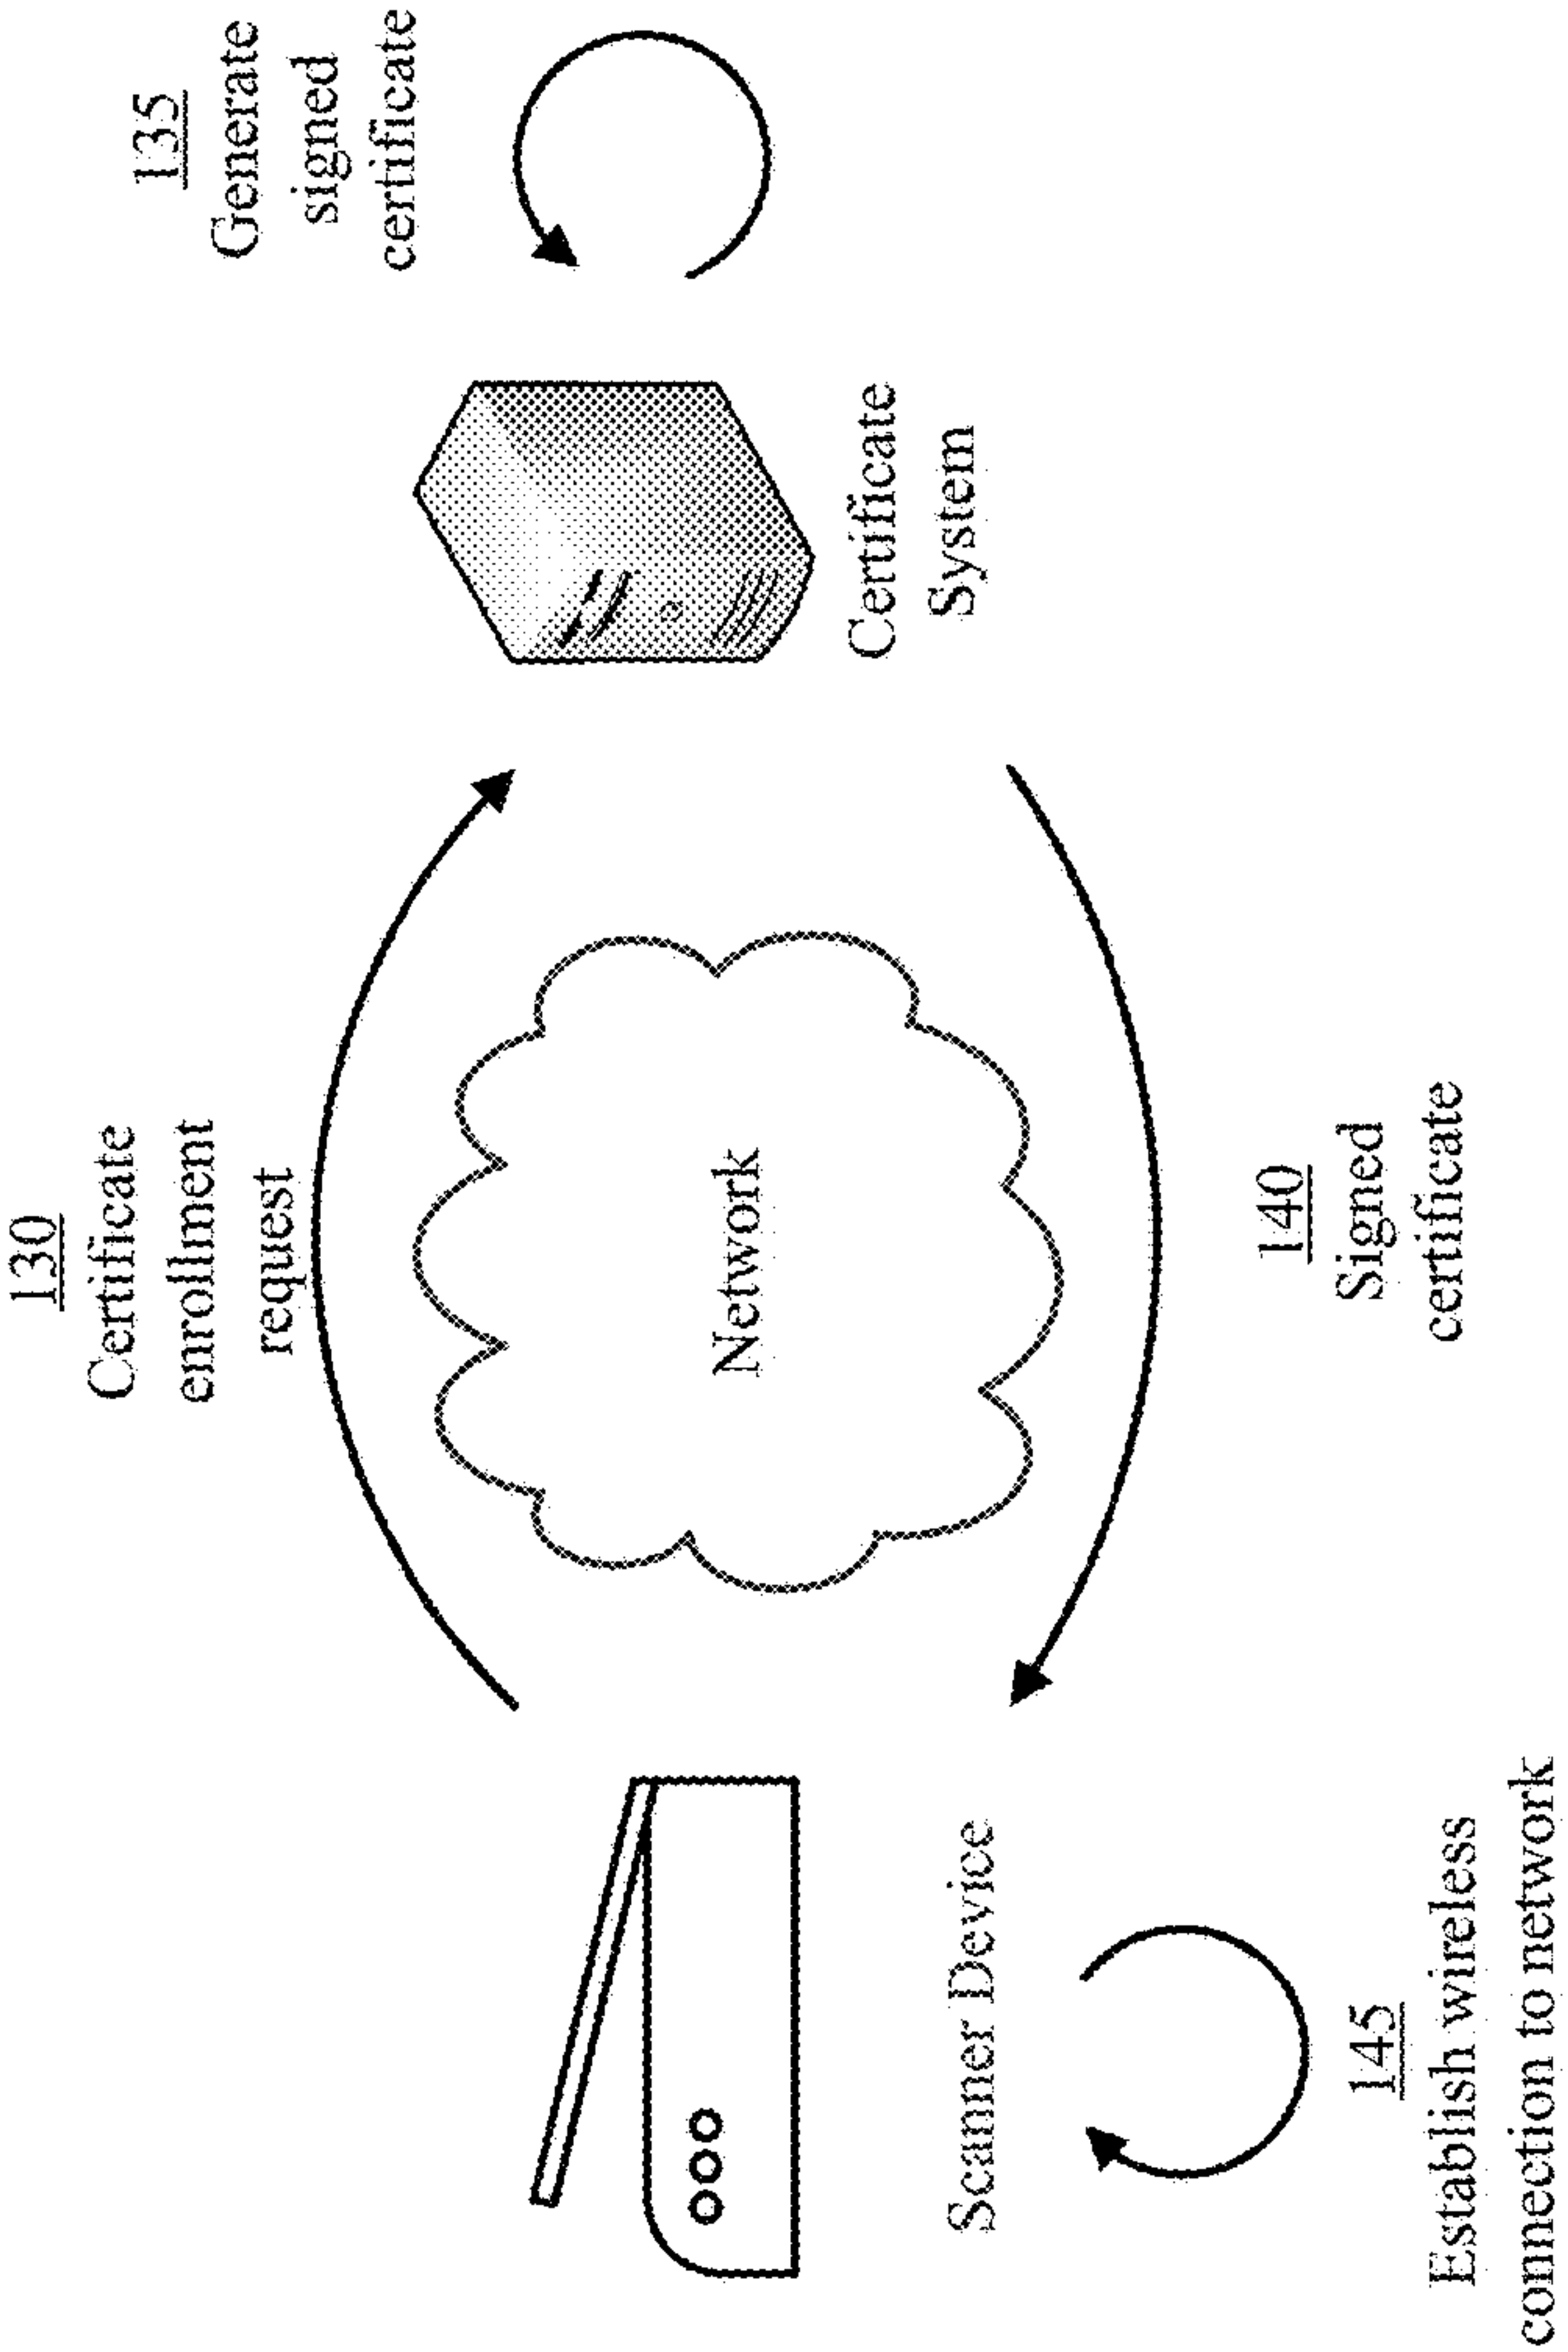 130
Certificate
enrollment
request
135
Generate
signed
certificate
Network
Certificate
System
Scanner Device
140
Signed
certificate
145
Establish wireless
connection to network